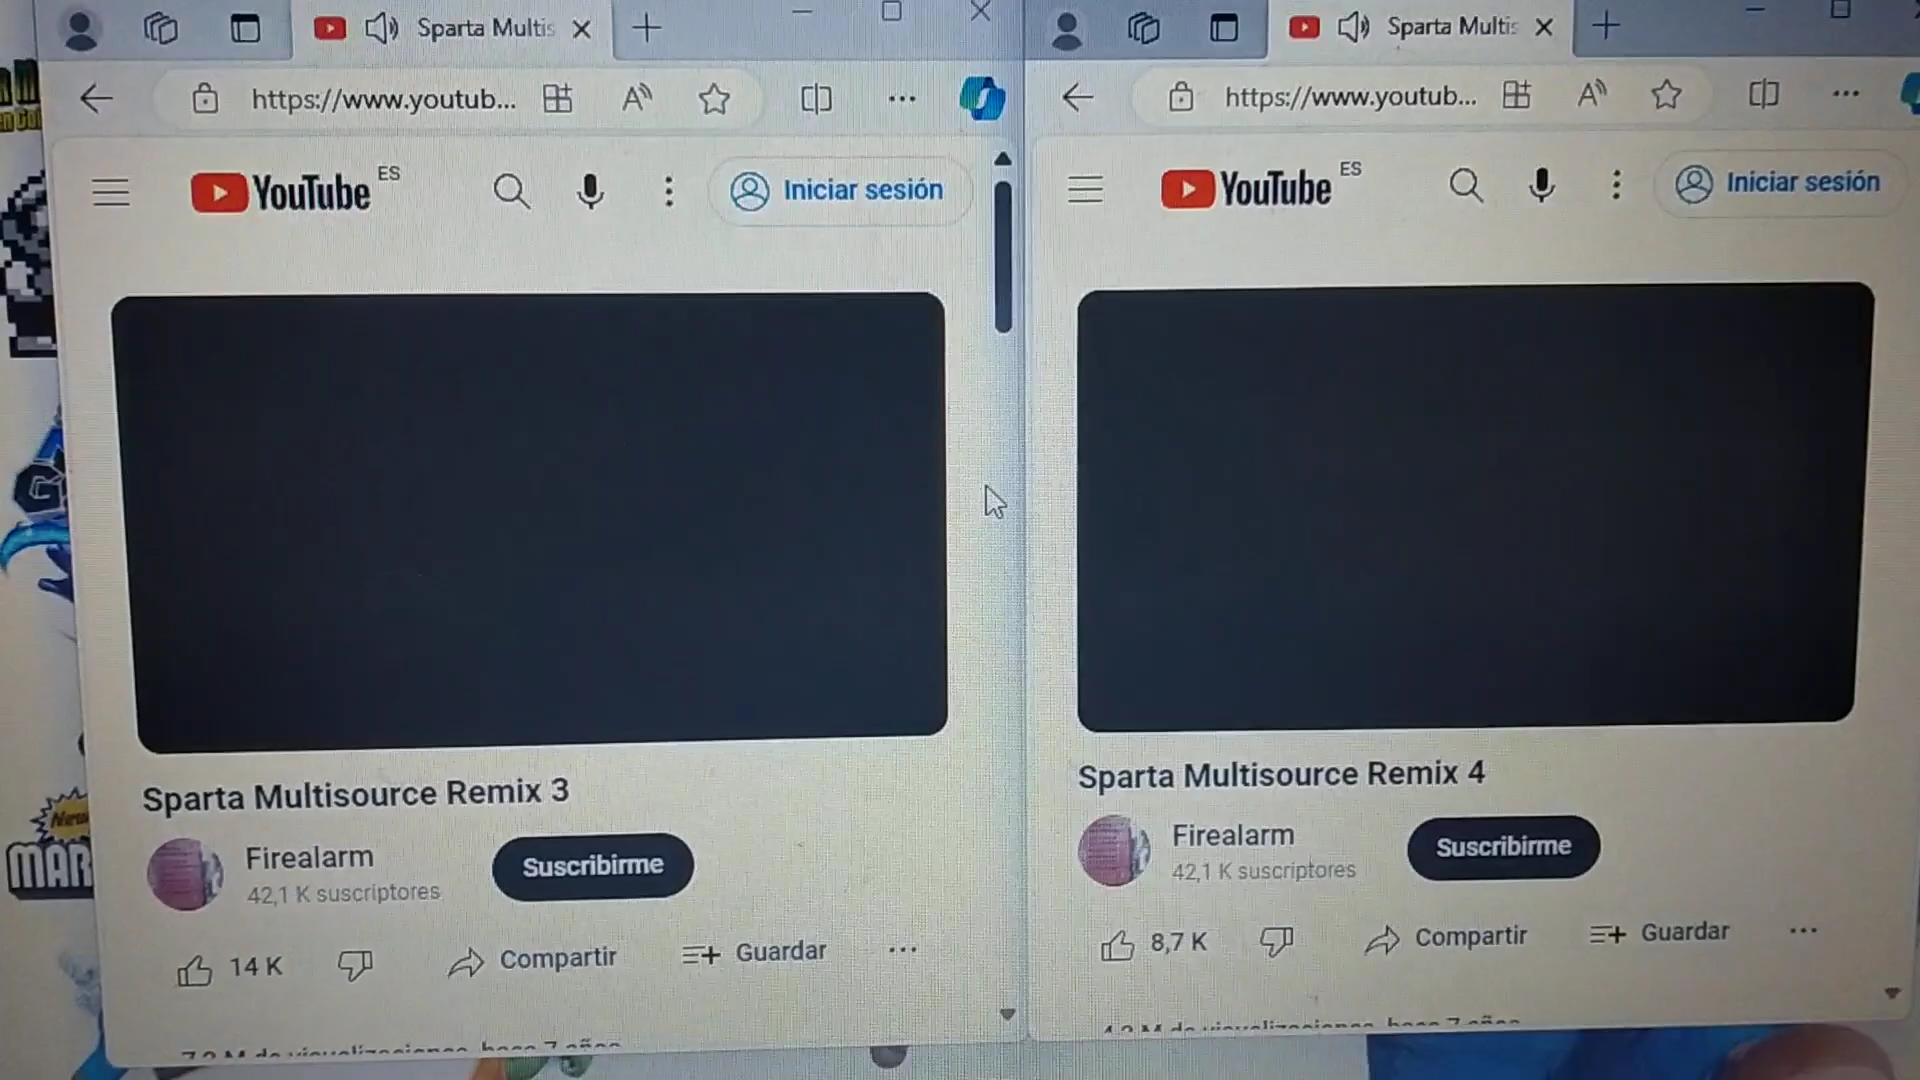 Sparta Multis
https://www.youtub...
YouTube ES
Iniciar sesión
Sparta Multisource Remix 3
Firealarm
42,1 K suscriptores
Suscribirme
14 K
Compartir
Guardar
Sparta Multis
https://www.youtub...
YouTube ES
Iniciar sesión
Sparta Multisource Remix 4
Firealarm
42,1 K suscriptores
Suscribirme
8,7 K
Compartir
Guardar
New
MAR